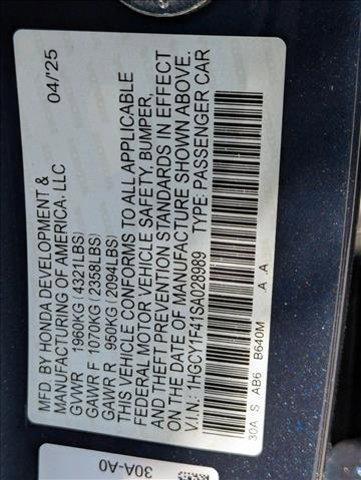 MFD. BY HONDA DEVELOPMENT & 04/'25
MANUFACTURING OF AMERICA, LLC
GVWR 1960KG (4321LBS)
GAWR F 1070KG (2358LBS)
GAWR R 950KG (2094LBS)
THIS VEHICLE CONFORMS TO ALL APPLICABLE
FEDERAL MOTOR VEHICLE SAFETY, BUMPER,
AND THEFT PREVENTION STANDARDS IN EFFECT
ON THE DATE OF MANUFACTURE SHOWN ABOVE.
V.I.N.: 1HGCY1F41SA028989 TYPE: PASSENGER CAR
30A S AB6 B640M A A
30A-A0